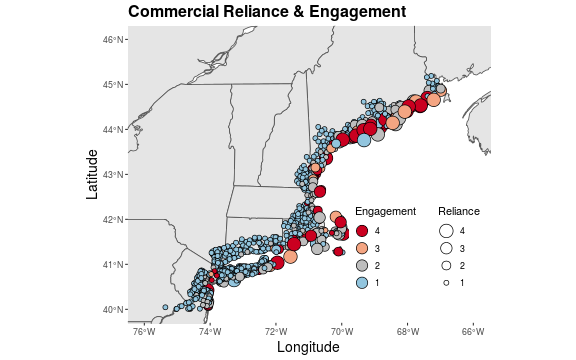 Commercial Reliance & Engagement
46°N
45°N
44°N
43°N
42°N
41°N
40°N
Latitude
Engagement
4
3
2
1
Reliance
4
3
2
1
76°W
74°W
72°W
70°W
68°W
66°W
Longitude